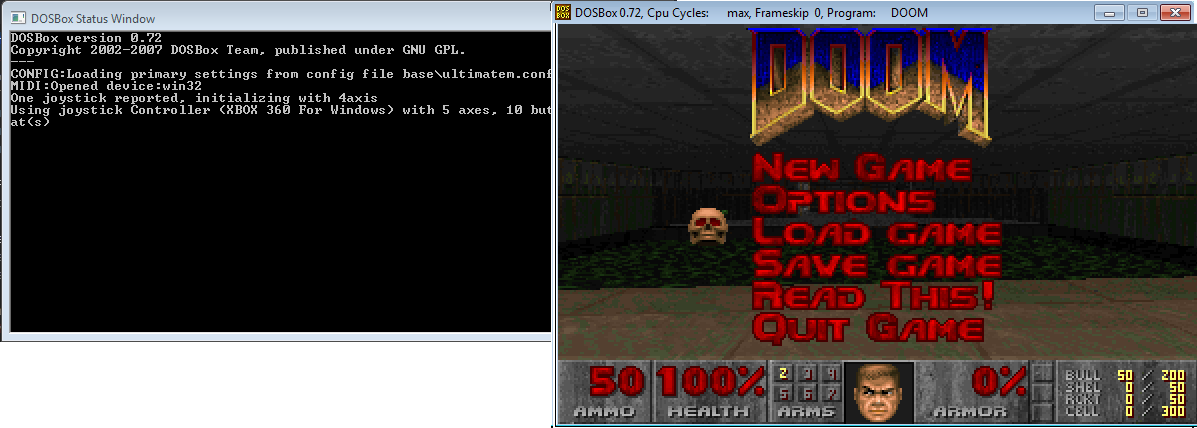 DOSBox Status Window
DOSBox version 0.72
Copyright 2002-2007 DOSBox Team, published under GNU GPL.
---
CONFIG:Loading primary settings from config file base\ultimatem.conf
MIDI:Opened device:win32
One joystick reported, initializing with 4axis
Using joystick Controller (XBOX 360 For Windows) with 5 axes, 10 but
at(s)
DOS
BOX
DOSBox 0.72, Cpu Cycles: max, Frameskip 0, Program: DOOM
DOOM
New Game
Options
Load game
Save game
Read This!
Quit Game
50
AMMO
100%
HEALTH
2 3 4
5 6 7
ARMS
0%
ARMOR
BULL 50 / 200
SHEL 0 / 50
RCKT 0 / 50
CELL 0 / 300